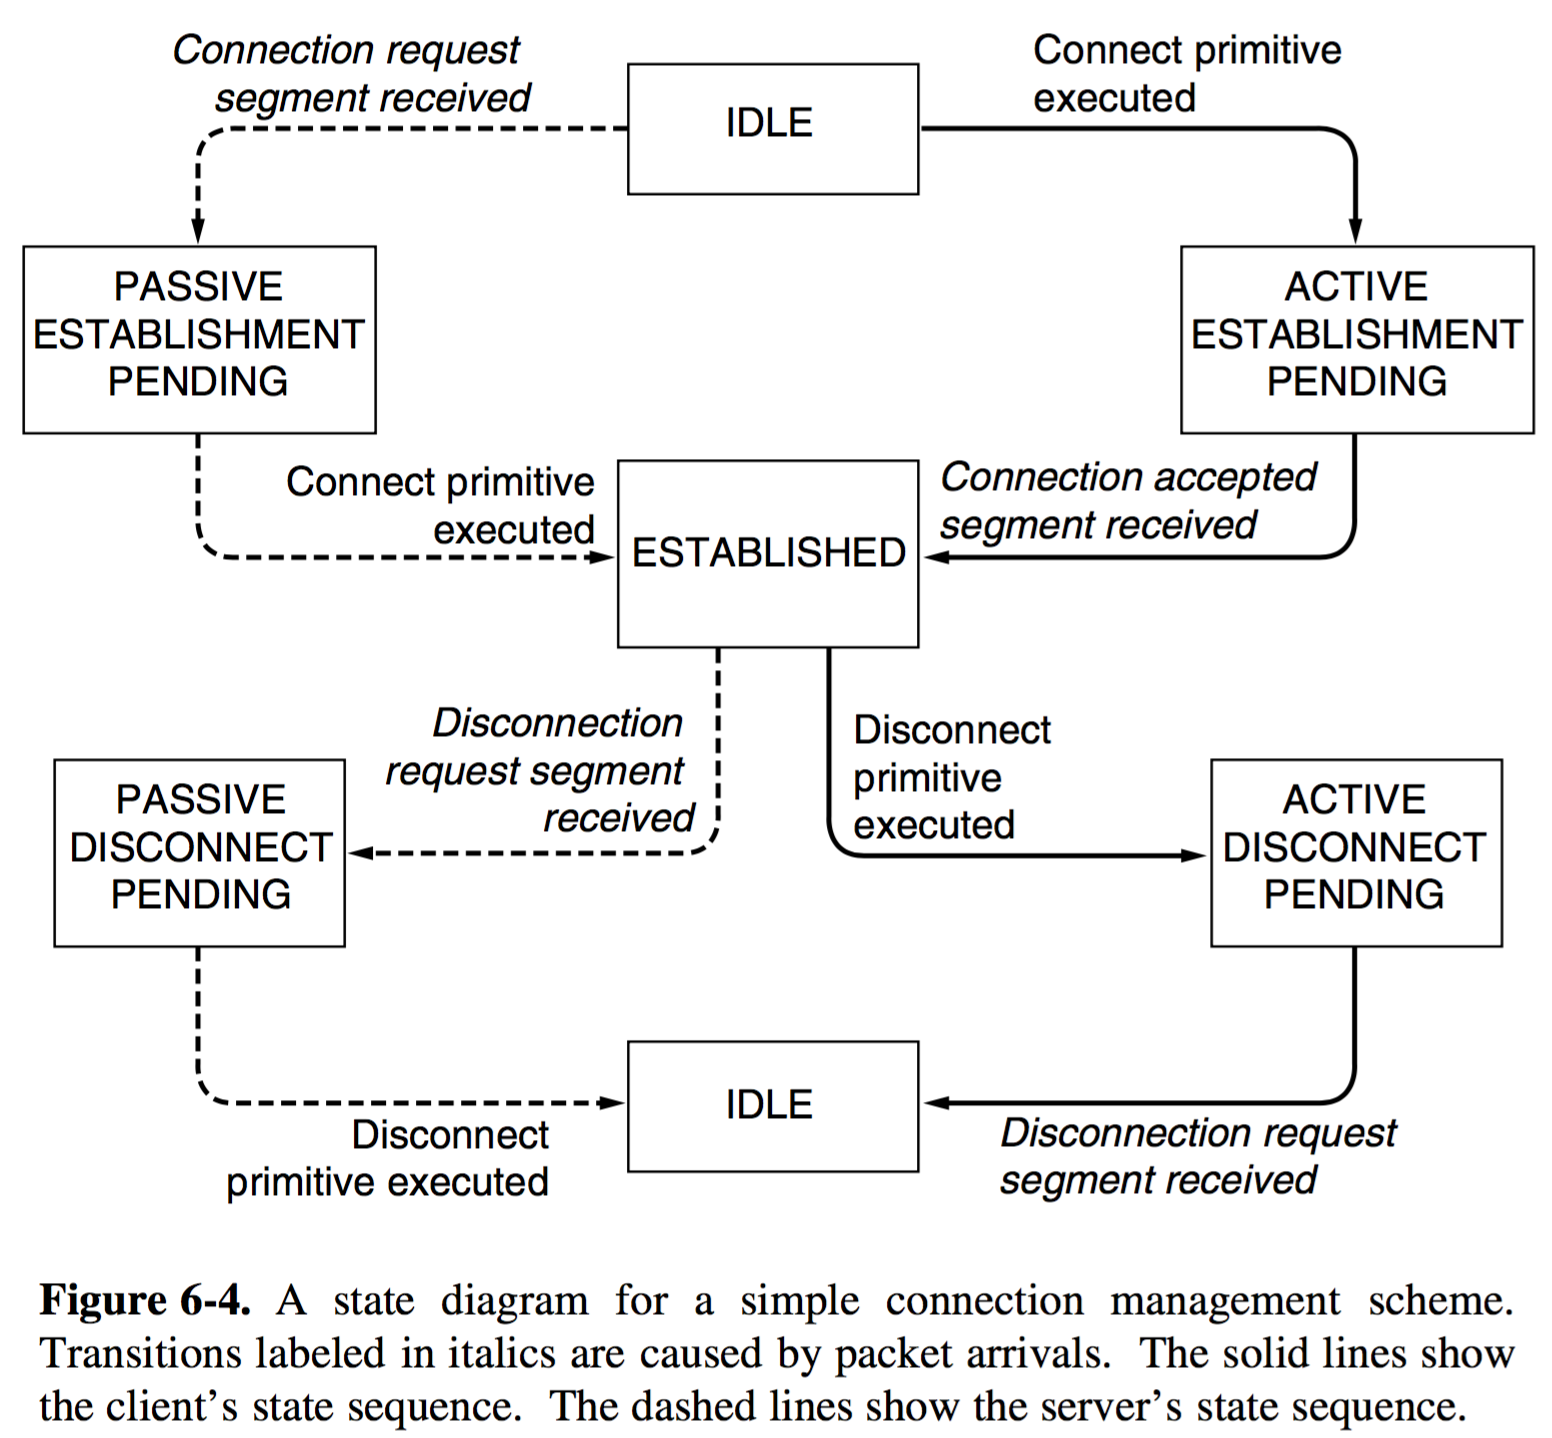 Connection request
segment received
IDLE
Connect primitive
executed
PASSIVE
ESTABLISHMENT
PENDING
ACTIVE
ESTABLISHMENT
PENDING
Connect primitive
executed
ESTABLISHED
Connection accepted
segment received
Disconnection
request segment
received
Disconnect
primitive
executed
PASSIVE
DISCONNECT
PENDING
ACTIVE
DISCONNECT
PENDING
IDLE
Disconnect
primitive executed
Disconnection request
segment received
Figure 6-4. A state diagram for a simple connection management scheme.
Transitions labeled in italics are caused by packet arrivals. The solid lines show
the client’s state sequence. The dashed lines show the server’s state sequence.